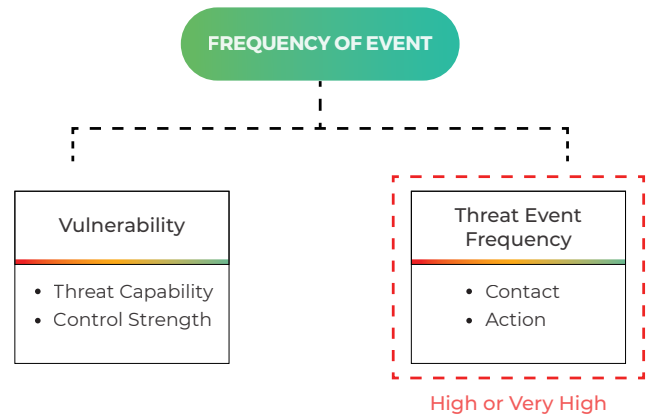 FREQUENCY OF EVENT
Vulnerability
• Threat Capability
• Control Strength
Threat Event
Frequency
• Contact
• Action
High or Very High